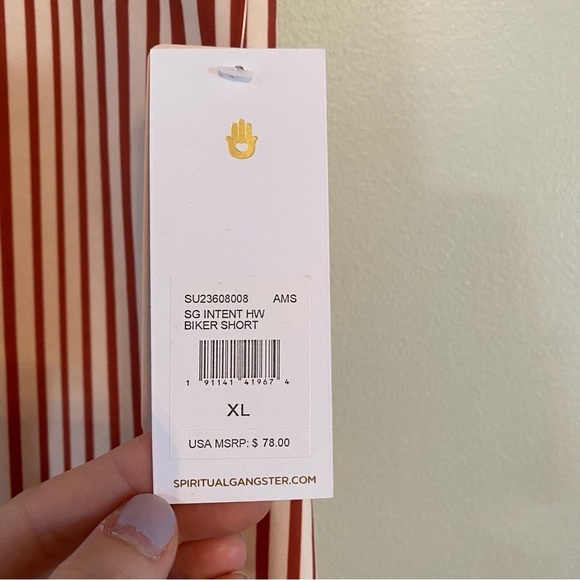 SU23608008 AMS
SG INTENT HW
BIKER SHORT
1 91141 41967 4
XL
USA MSRP: $ 78.00
SPIRITUALGANGSTER.COM